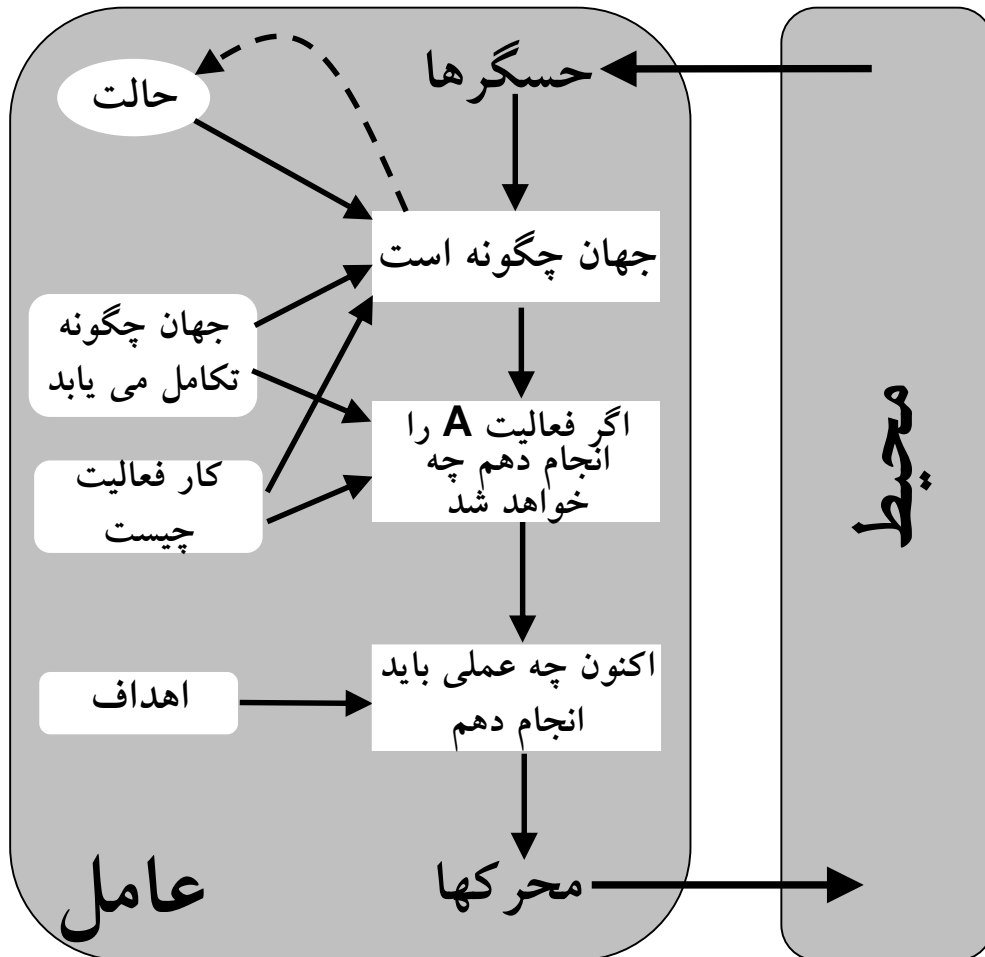 حسگرها
حالت
جهان چگونه است
جهان چگونه
تکامل می یابد
اگر فعالیت A را
انجام دهم چه
خواهد شد
کار فعالیت
چیست
اکنون چه عملی باید
انجام دهم
اهداف
محرکها
عامل
محیط